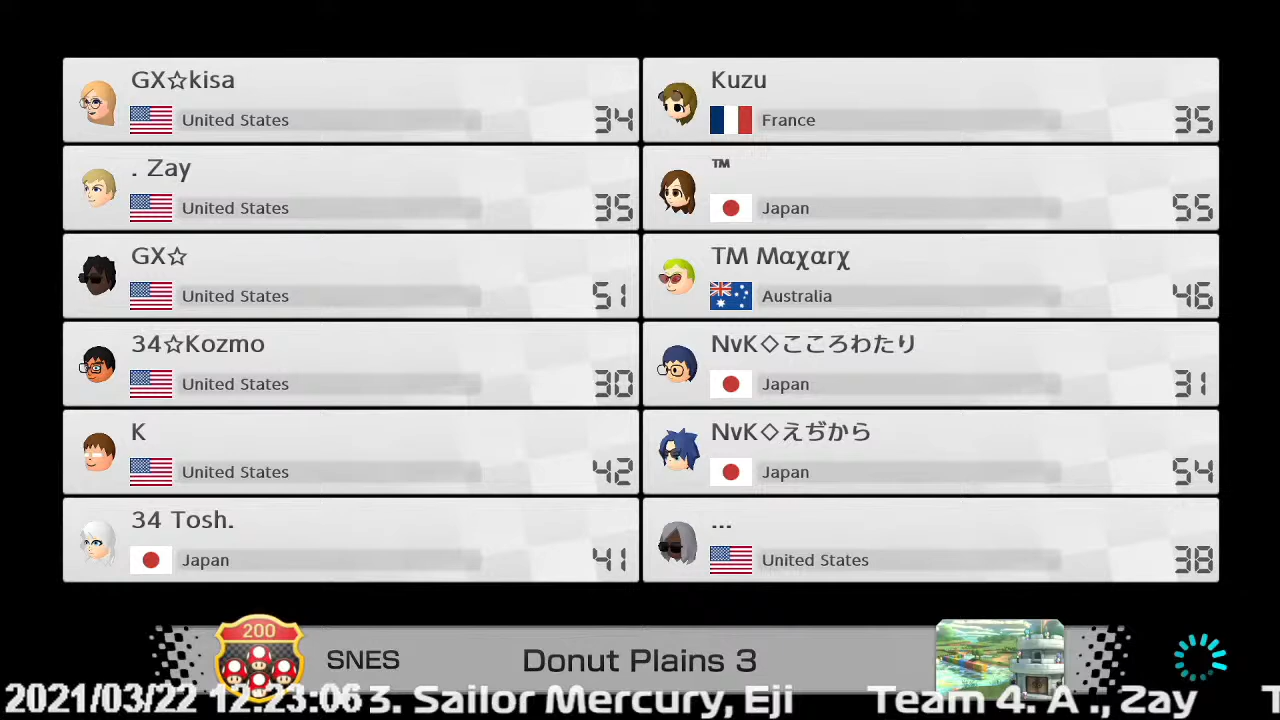 GX☆kisa
United States 34
. Zay
United States 35
GX☆
United States 51
34☆Kozmo
United States 30
K
United States 42
34 Tosh.
Japan 41
Kuzu
France 35
™
Japan 55
TM Mαχαrχ
Australia 46
NvK◇こころわたり
Japan 31
NvK◇えぢから
Japan 54
...
United States 38
200
SNES Donut Plains 3
2021/03/22 12:23:06 3. Sailor Mercury, Eji Team 4. A ., Zay T